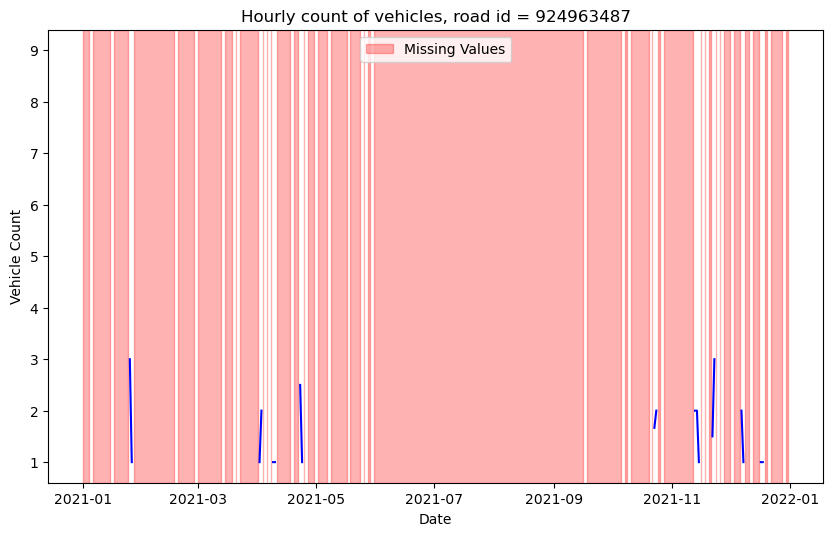 Hourly count of vehicles, road id = 924963487
Missing Values
Vehicle Count
9
8
7
6
5
4
3
2
1
2021-01 2021-03 2021-05 2021-07 2021-09 2021-11 2022-01
Date